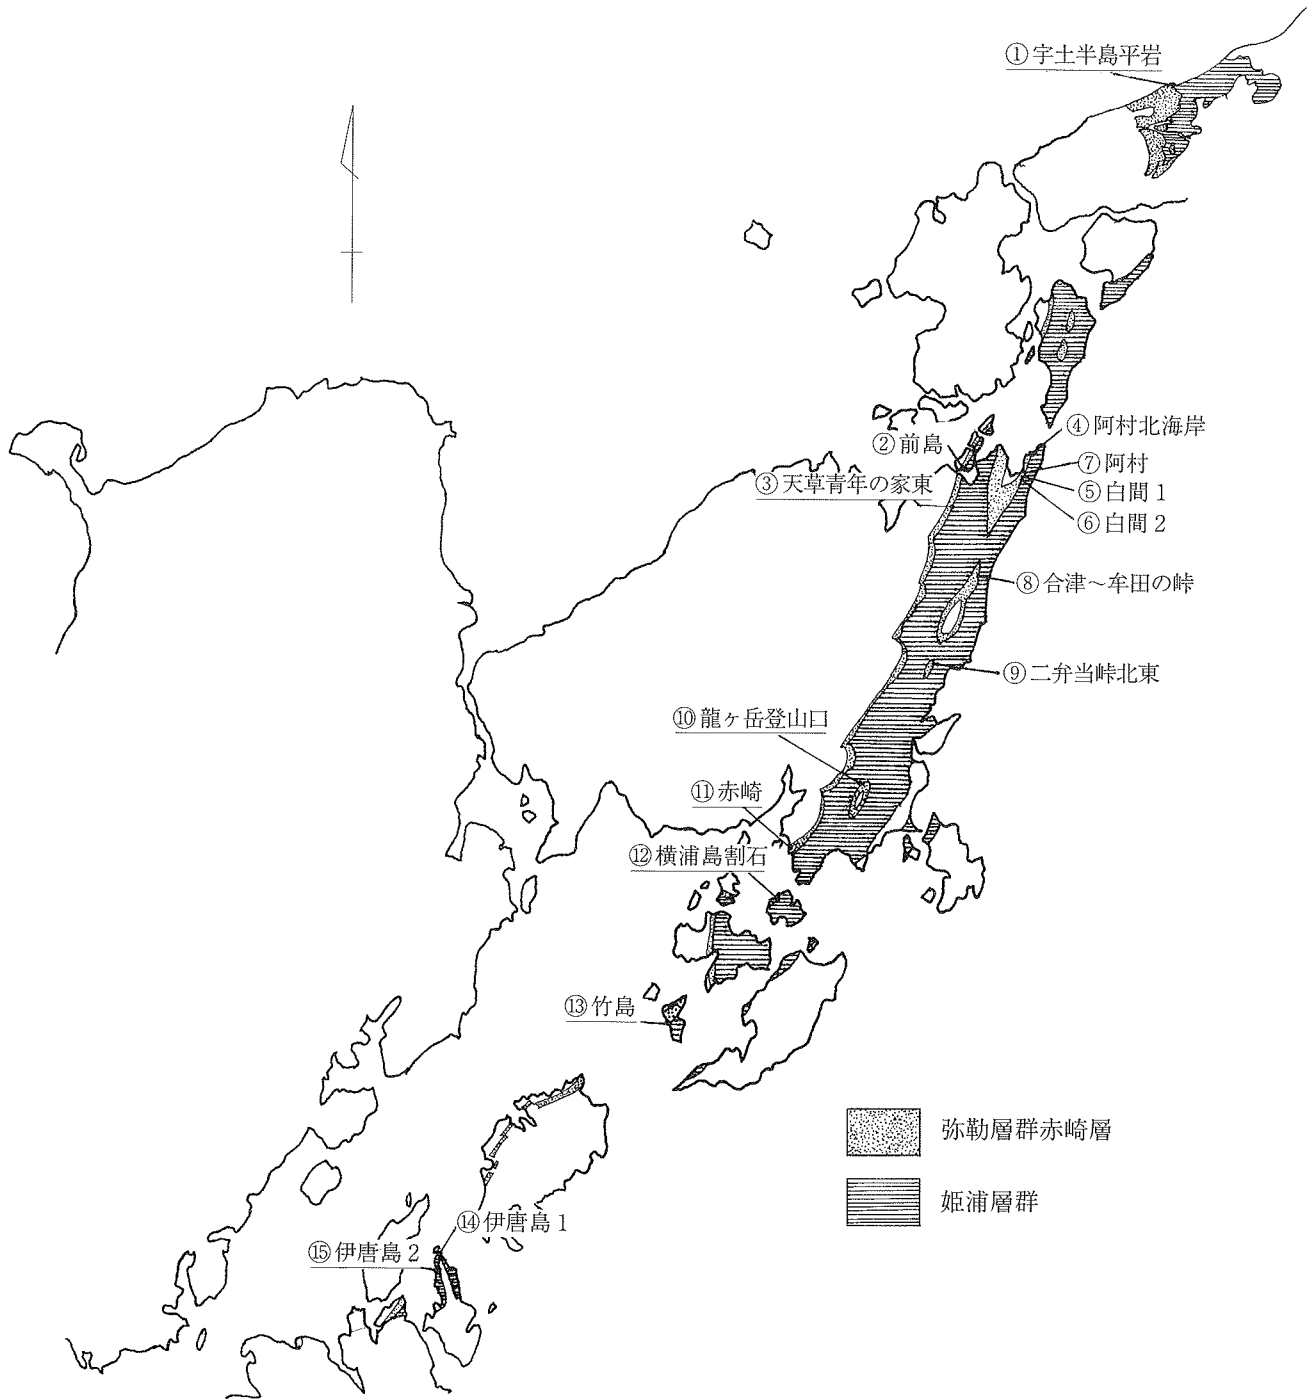 ①宇土半島平岩
②前島
③天草青年の家東
④阿村北海岸
⑦阿村
⑤白間1
⑥白間2
⑧合津~牟田の峠
⑨二弁当峠北東
⑩龍ヶ岳登山口
⑪赤崎
⑫横浦島割石
⑬竹島
⑭伊唐島1
⑮伊唐島2
弥勒層群赤崎層
姫浦層群